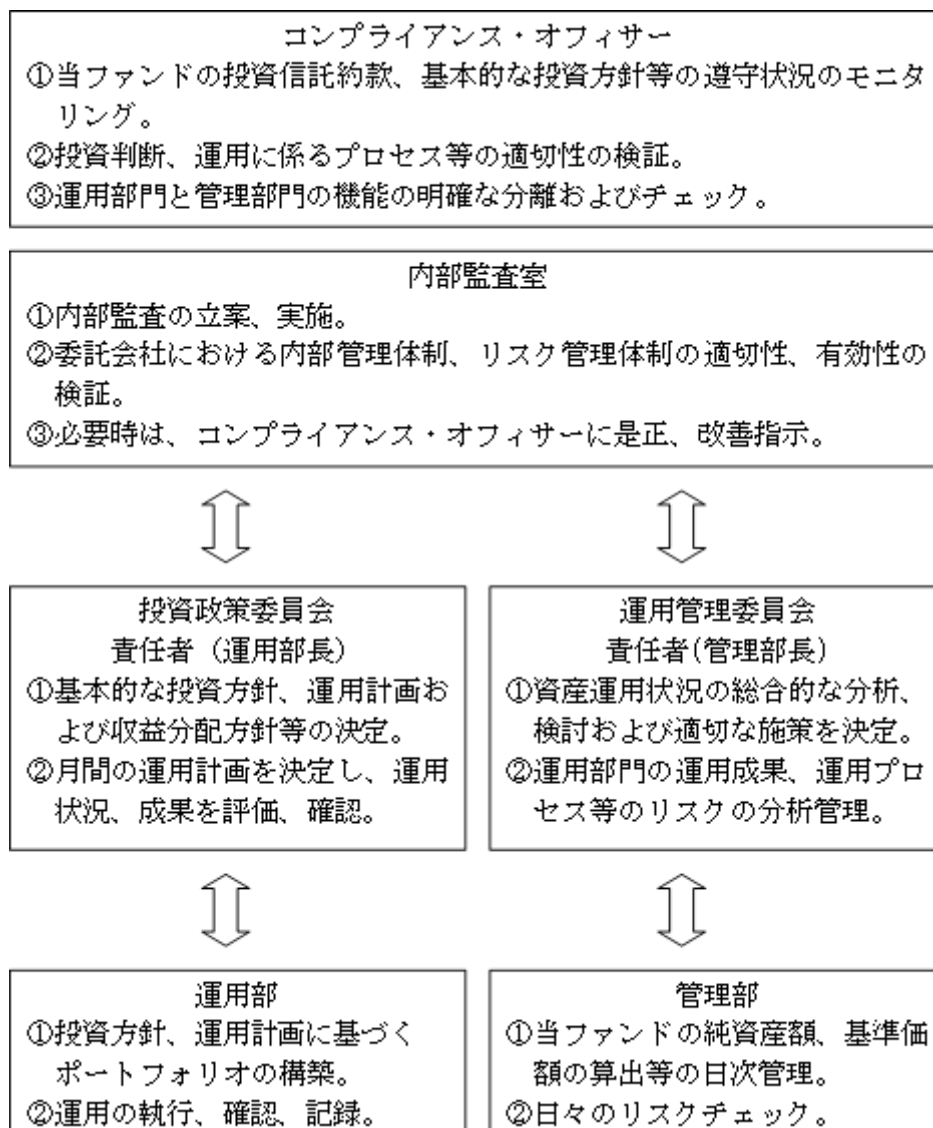 コンプライアンス・オフィサー
①当ファンドの投資信託約款、基本的な投資方針等の遵守状況のモニタ
リング。
②投資判断、運用に係るプロセス等の適切性の検証。
③運用部門と管理部門の機能の明確な分離およびチェック。
内部監査室
①内部監査の立案、実施。
②委託会社における内部管理体制、リスク管理体制の適切性、有効性の
検証。
③必要時は、コンプライアンス・オフィサーに是正、改善指示。
投資政策委員会
責任者（運用部長）
①基本的な投資方針、運用計画お
よび収益分配方針等の決定。
②月間の運用計画を決定し、運用
状況、成果を評価、確認。
運用管理委員会
責任者(管理部長)
①資産運用状況の総合的な分析、
検討および適切な施策を決定。
②運用部門の運用成果、運用プロ
セス等のリスクの分析管理。
運用部
①投資方針、運用計画に基づく
ポートフォリオの構築。
②運用の執行、確認、記録。
管理部
①当ファンドの純資産額、基準価
額の算出等の日次管理。
②日々のリスクチェック。